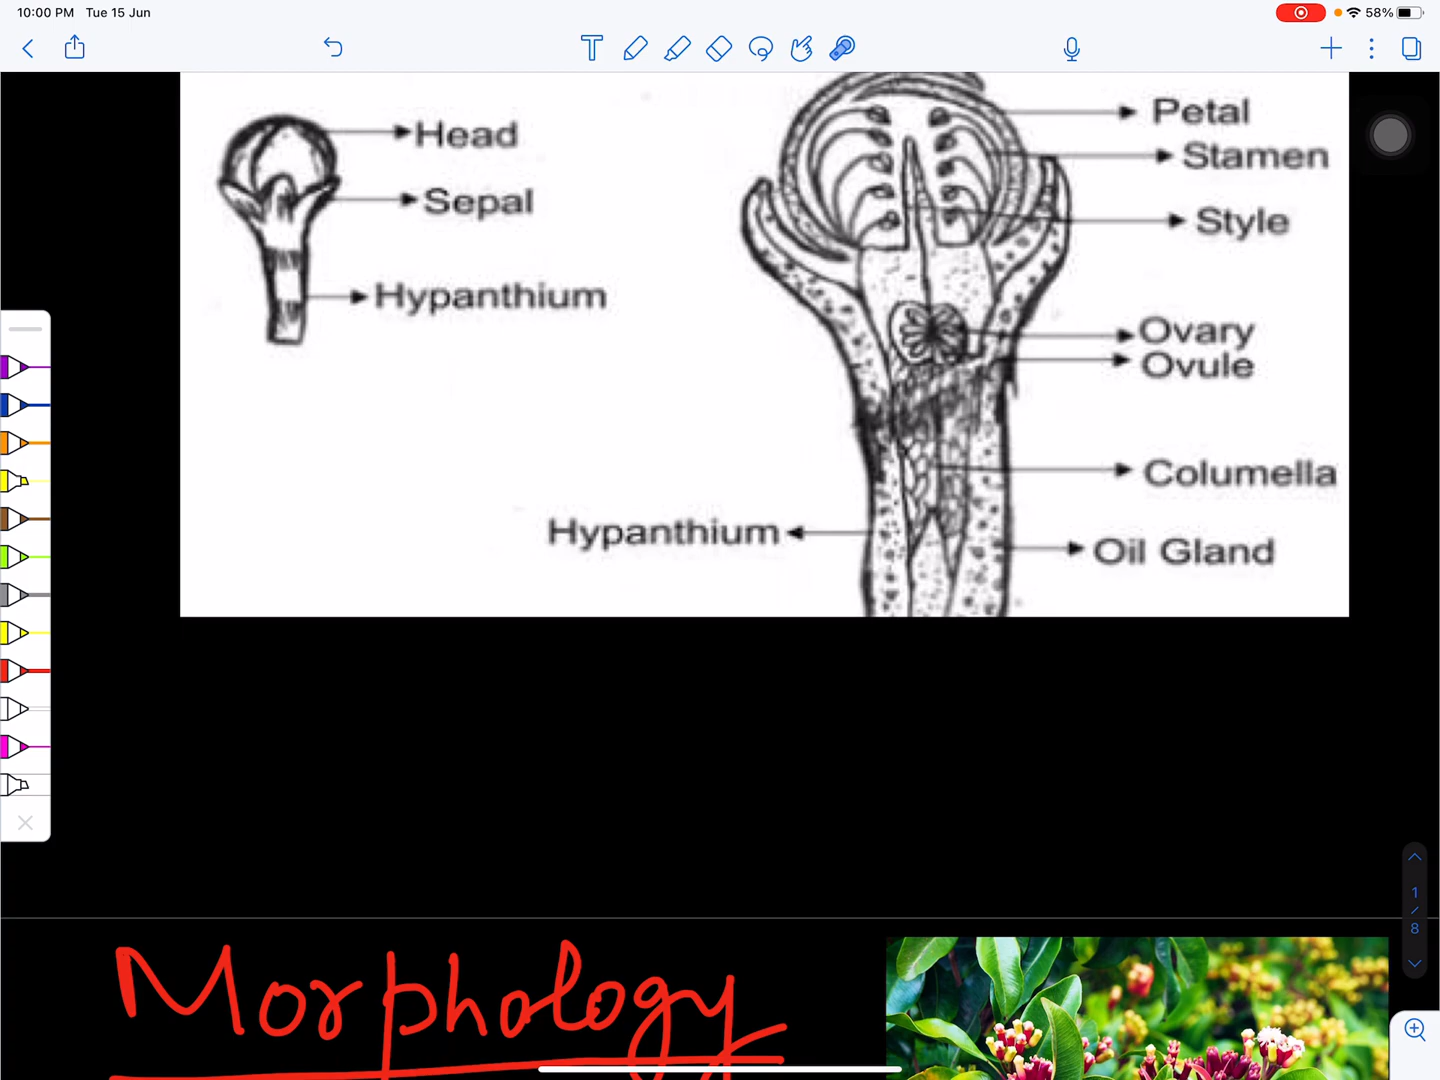 10:00 PM Tue 15 Jun
58%
Head
Sepal
Hypanthium
Petal
Stamen
Style
Ovary
Ovule
Columella
Hypanthium
Oil Gland
1
/
8
Morphology